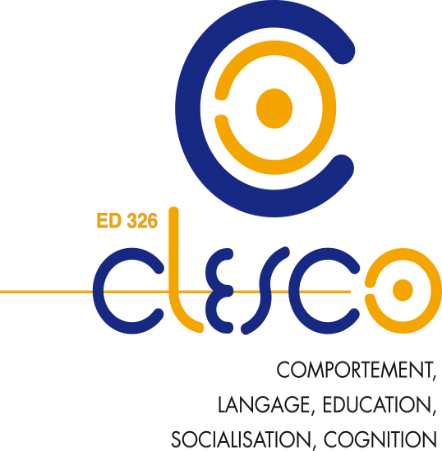 ED 326
CLESCO
COMPORTEMENT,
LANGAGE, EDUCATION,
SOCIALISATION, COGNITION